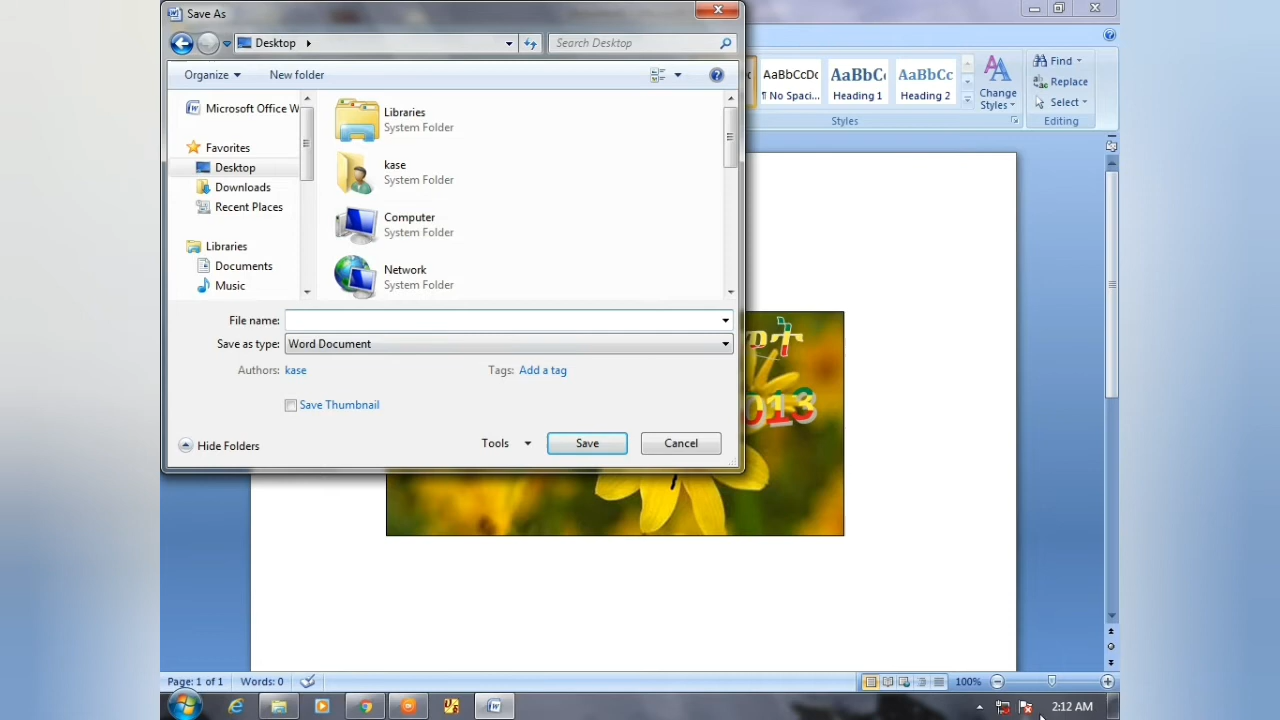 Save As
Desktop
Search Desktop
Organize
New folder
Microsoft Office W
Favorites
Desktop
Downloads
Recent Places
Libraries
Documents
Music
Libraries
System Folder
kase
System Folder
Computer
System Folder
Network
System Folder
File name:
Save as type: Word Document
Authors: kase
Tags: Add a tag
Save Thumbnail
Hide Folders
Tools
Save
Cancel
AaBbCcDc
AaBbCc
AaBbCc
¶ No Spaci...
Heading 1
Heading 2
Change
Styles
Styles
Find
Replace
Select
Editing
013
Page: 1 of 1
Words: 0
100%
2:12 AM